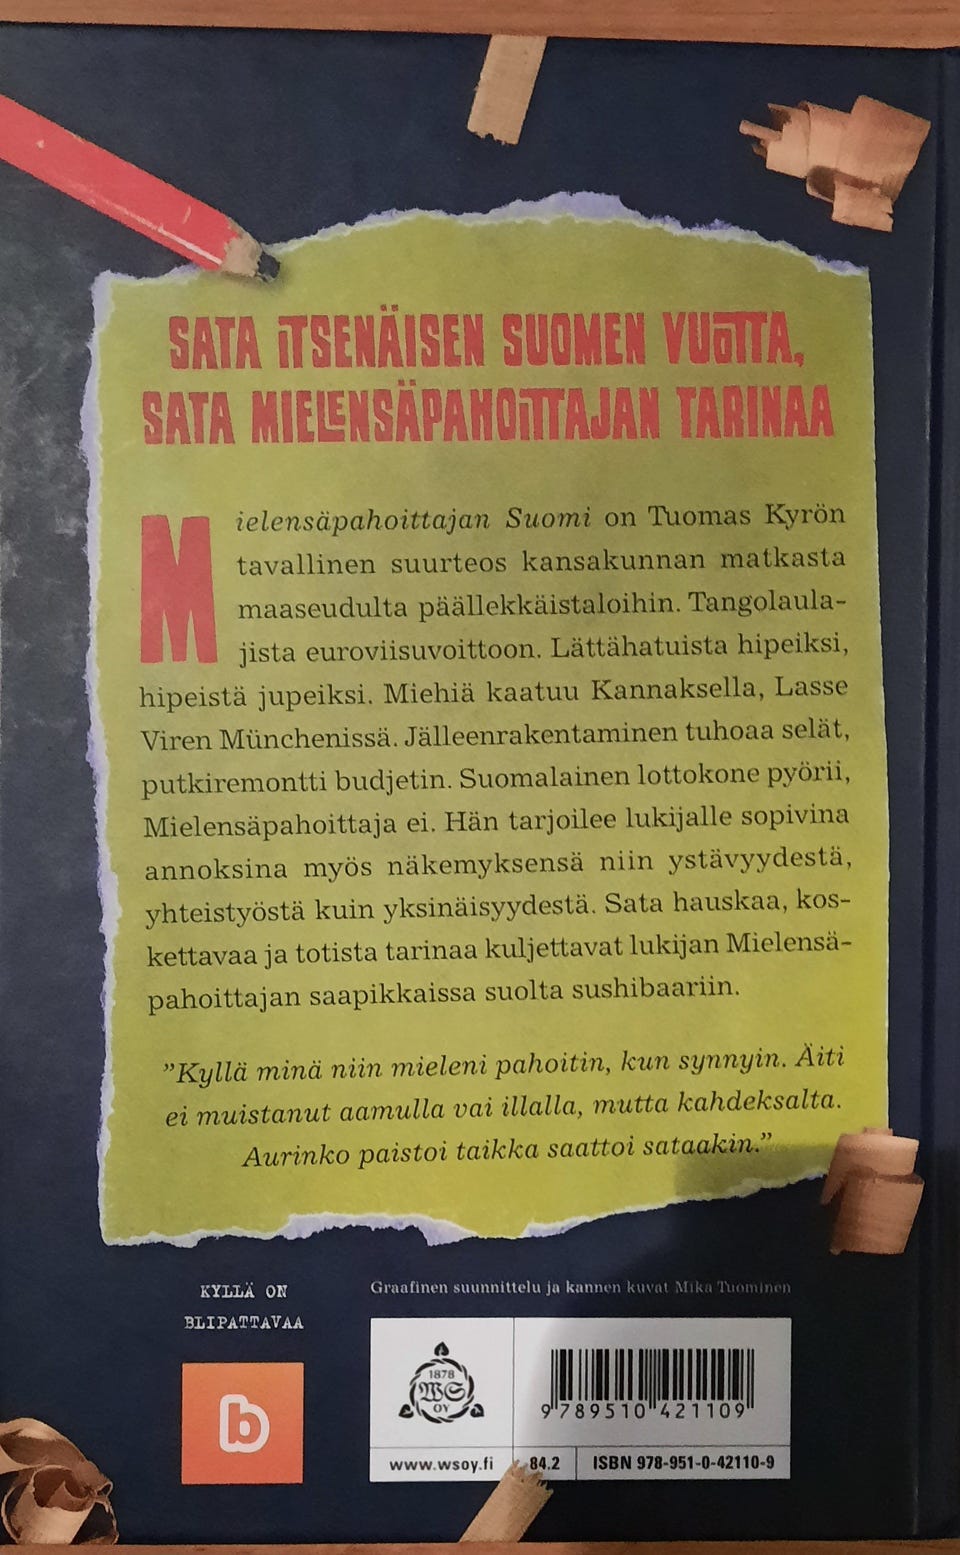 SATA ITSENÄISEN SUOMEN VUOTTA,
SATA MIELENSÄPAHOITTAJAN TARINAA
Mielensäpahoittajan Suomi on Tuomas Kyrön
tavallinen suurteos kansakunnan matkasta
maaseudulta päällekkäistaloihin. Tangolaula-
jista euroviisuvoittoon. Lättähatuista hipeiksi,
hipeistä jupeiksi. Miehiä kaatuu Kannaksella, Lasse
Viren Münchenissä. Jälleenrakentaminen tuhoaa selät,
putkiremontti budjetin. Suomalainen lottokone pyörii,
Mielensäpahoittaja ei. Hän tarjoilee lukijalle sopivina
annoksina myös näkemyksensä niin ystävyydestä,
yhteistyöstä kuin yksinäisyydestä. Sata hauskaa, kos-
kettavaa ja totista tarinaa kuljettavat lukijan Mielensä-
pahoittajan saapikkaissa suolta sushibaariin.
"Kyllä minä niin mieleni pahoitin, kun synnyin. Äiti
ei muistanut aamulla vai illalla, mutta kahdeksalta.
Aurinko paistoi taikka saattoi sataakin."
KYLLÄ ON
BLIPATTAVAA
b
Graafinen suunnittelu ja kannen kuvat Mika Tuominen
1878
WS
OY
9 789510 421109
www.wsoy.fi
84.2
ISBN 978-951-0-42110-9